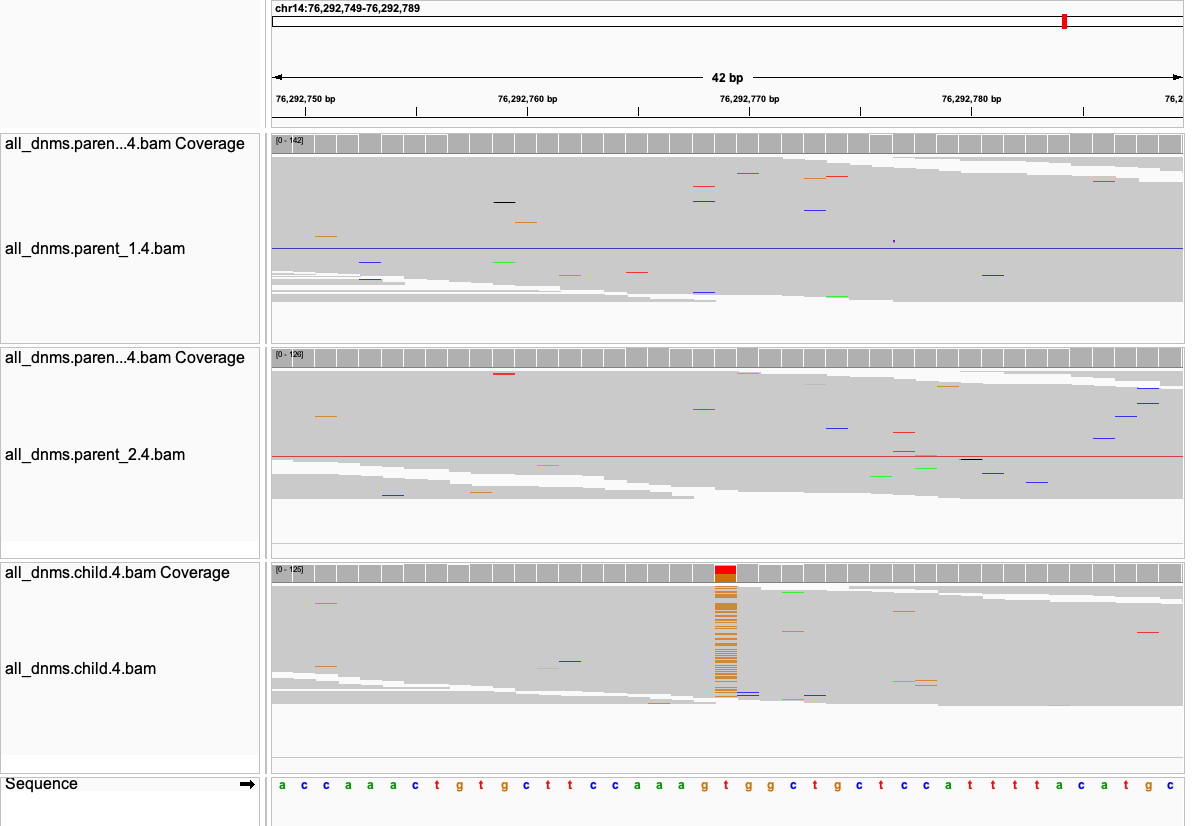 chr14:76,292,749-76,292,789
42 bp
76,292,750 bp 76,292,760 bp 76,292,770 bp 76,292,780 bp 76,2
all_dnms.paren...4.bam Coverage
[0 - 142]
all_dnms.parent_1.4.bam
all_dnms.paren...4.bam Coverage
[0 - 126]
all_dnms.parent_2.4.bam
all_dnms.child.4.bam Coverage
[0 - 125]
all_dnms.child.4.bam
Sequence a c c a a a c t g t g c t t c c a a a g t g g c t g c t c c a t t t t a c a t g c